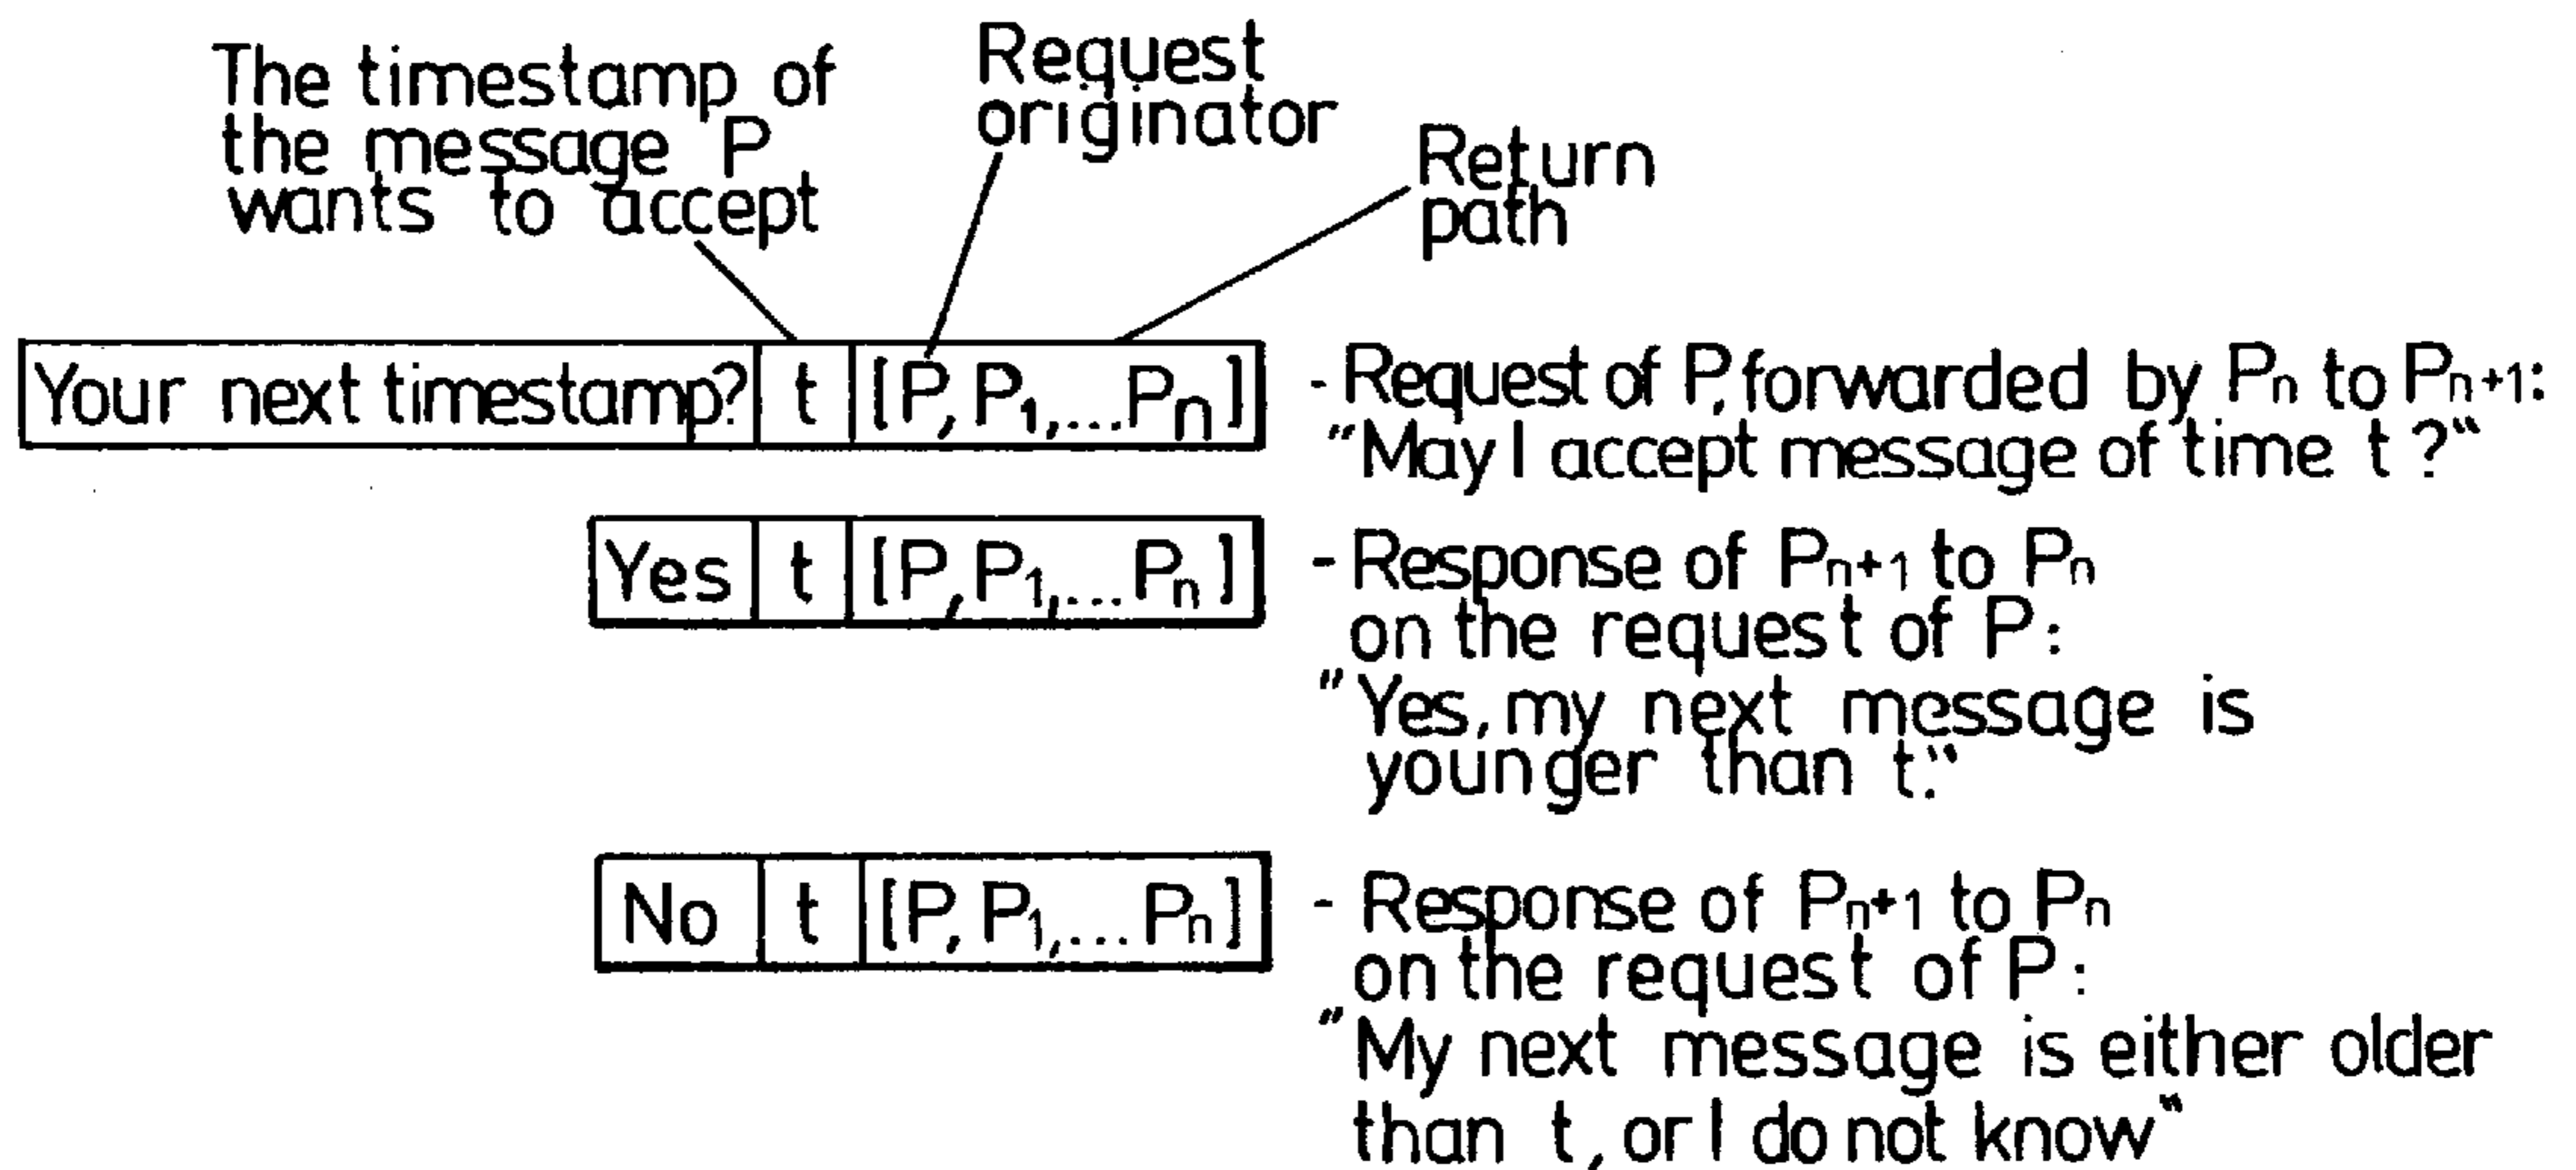 The timestamp of
the message P
wants to accept
Request
originator
Return
path
Your next timestamp? t [P, P1,...Pn]
- Request of P, forwarded by Pn to Pn+1:
"May I accept message of time t ?"
Yes t [P, P1,...Pn]
- Response of Pn+1 to Pn
on the request of P:
"Yes, my next message is
younger than t."
No t [P, P1,...Pn]
- Response of Pn+1 to Pn
on the request of P:
"My next message is either older
than t, or I do not know"